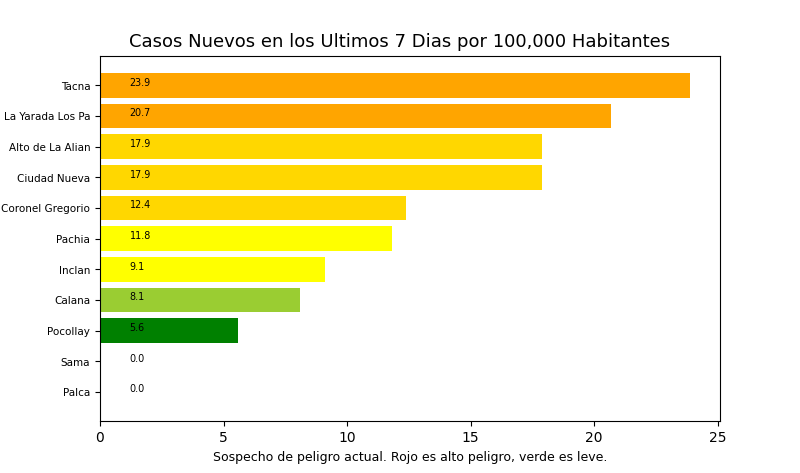 Casos Nuevos en los Ultimos 7 Dias por 100,000 Habitantes
Tacna 23.9
La Yarada Los Pa 20.7
Alto de La Alian 17.9
Ciudad Nueva 17.9
Coronel Gregorio 12.4
Pachia 11.8
Inclan 9.1
Calana 8.1
Pocollay 5.6
Sama 0.0
Palca 0.0
0 5 10 15 20 25
Sospecho de peligro actual. Rojo es alto peligro, verde es leve.